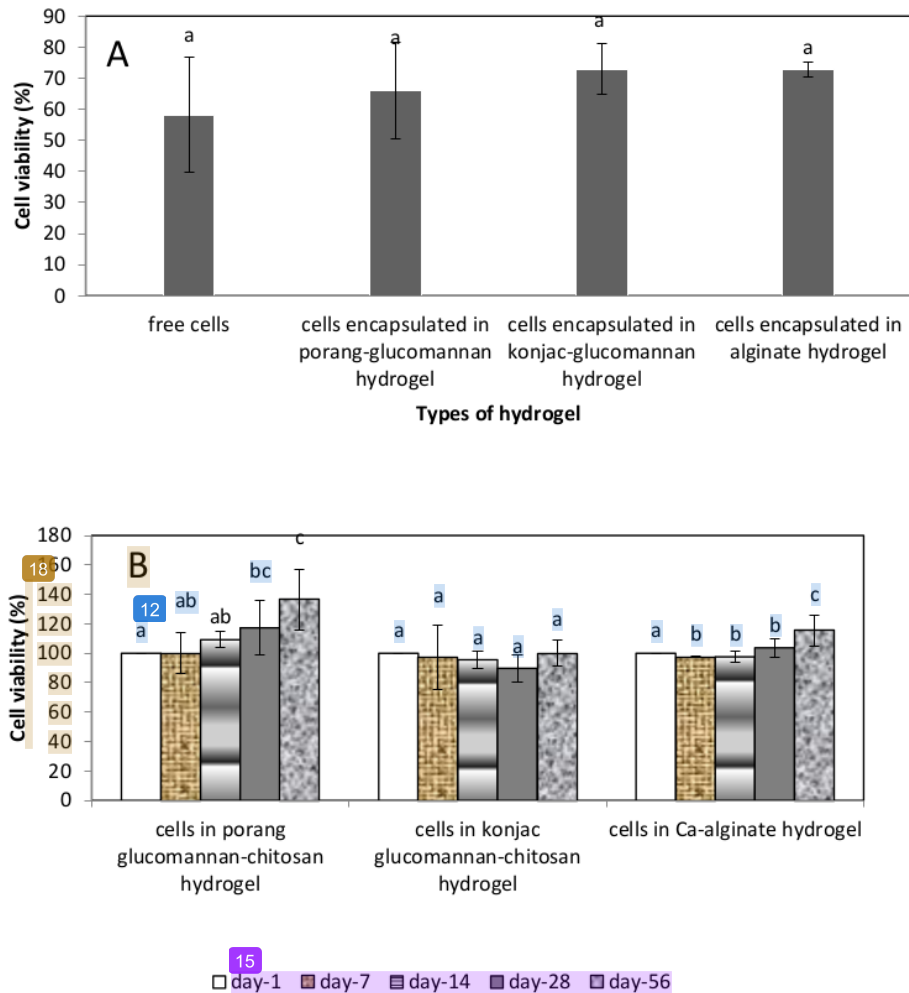 90
80
70
60
50
40
30
20
10
0
Cell viability (%)
A
a
a
a
a
free cells
cells encapsulated in
porang-glucomannan
hydrogel
cells encapsulated in
konjac-glucomannan
hydrogel
cells encapsulated in
alginate hydrogel
Types of hydrogel
180
160
140
120
100
80
60
40
20
0
Cell viability (%)
18
B
12
a
ab
ab
bc
c
a
a
a
a
a
a
b
b
b
c
cells in porang
glucomannan-chitosan
hydrogel
cells in konjac
glucomannan-chitosan
hydrogel
cells in Ca-alginate hydrogel
15
day-1 day-7 day-14 day-28 day-56